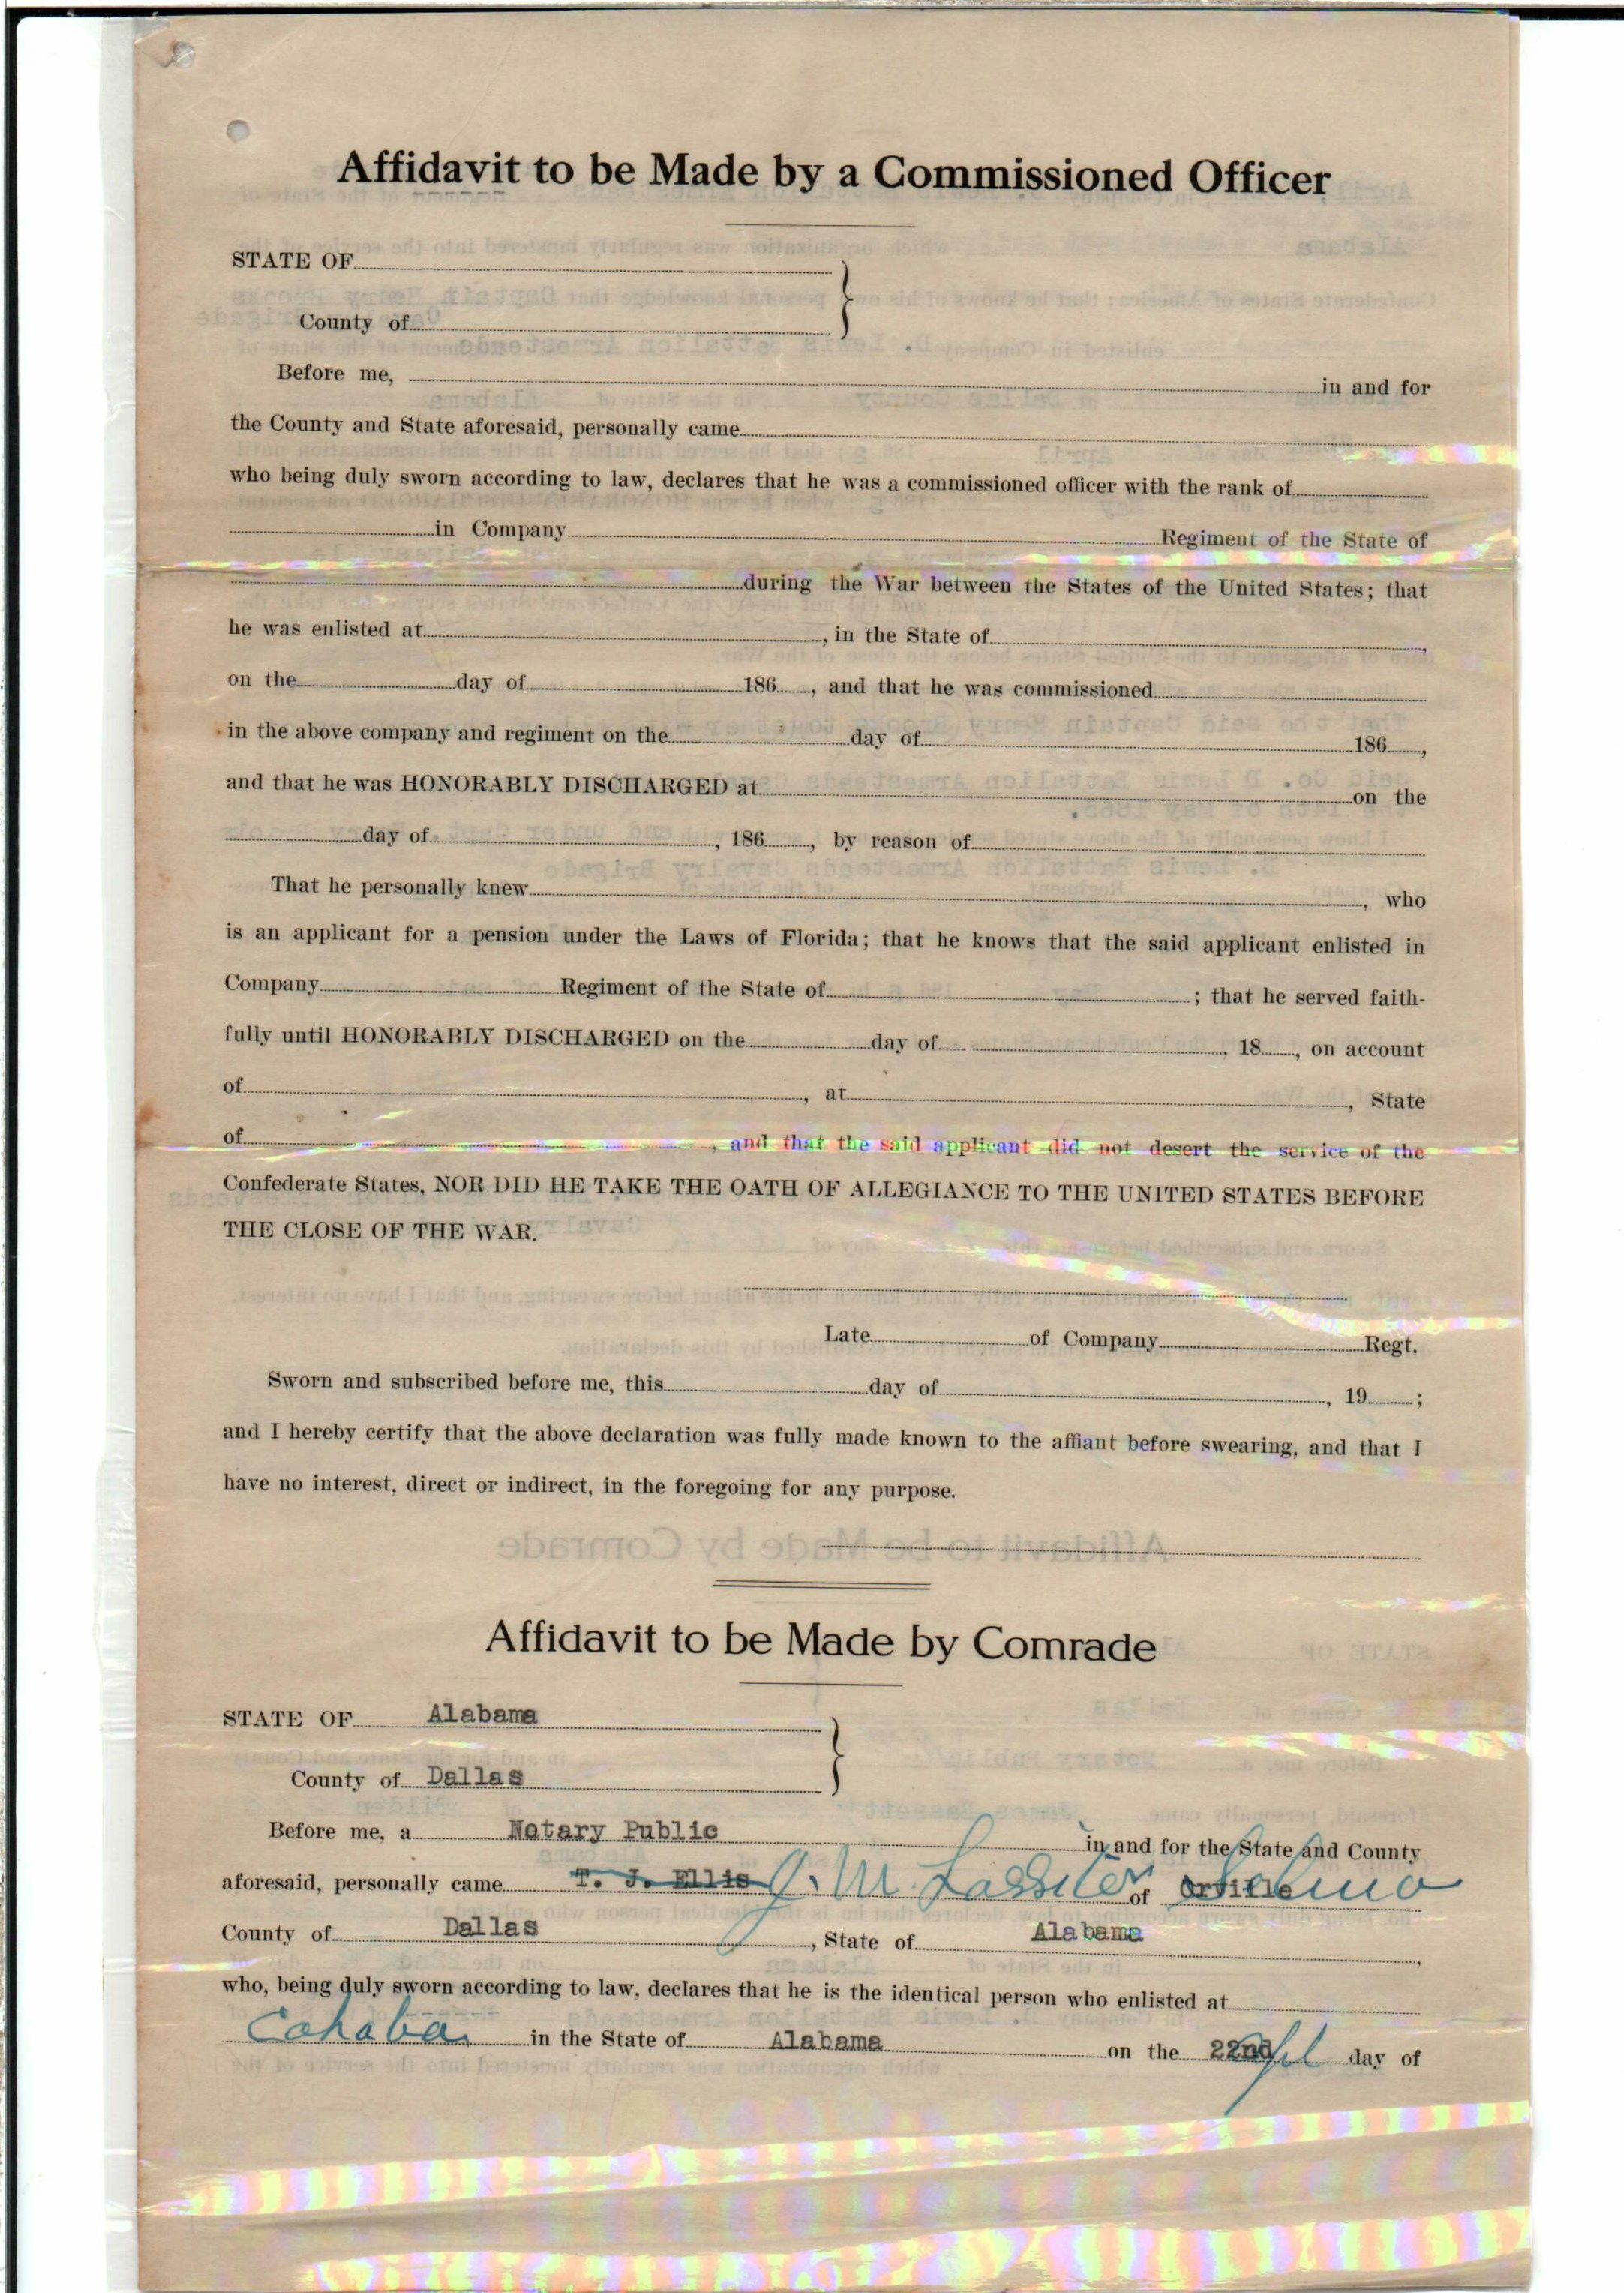 Affidavit to be Made by a Commissioned Officer
STATE OF
County of
Before me, in and for
the County and State aforesaid, personally came
who being duly sworn according to law, declares that he was a commissioned officer with the rank of
in Company Regiment of the State of
during the War between the States of the United States; that
he was enlisted at , in the State of ,
on the day of 186 , and that he was commissioned
in the above company and regiment on the day of 186 ,
and that he was HONORABLY DISCHARGED at on the
day of , 186 , by reason of
That he personally knew , who
is an applicant for a pension under the Laws of Florida; that he knows that the said applicant enlisted in
Company Regiment of the State of ; that he served faith-
fully until HONORABLY DISCHARGED on the day of , 18 , on account
of , at , State
of , and that the said applicant did not desert the service of the
Confederate States, NOR DID HE TAKE THE OATH OF ALLEGIANCE TO THE UNITED STATES BEFORE
THE CLOSE OF THE WAR.
Late of Company Regt.
Sworn and subscribed before me, this day of , 19 ;
and I hereby certify that the above declaration was fully made known to the affiant before swearing, and that I
have no interest, direct or indirect, in the foregoing for any purpose.
Affidavit to be Made by Comrade
STATE OF Alabama
County of Dallas
Before me, a Notary Public in and for the State and County
aforesaid, personally came T. J. Ellis J. M. Lassiter of Orville Selma
County of Dallas , State of Alabama ,
who, being duly sworn according to law, declares that he is the identical person who enlisted at
Cahaba in the State of Alabama on the 22nd day of